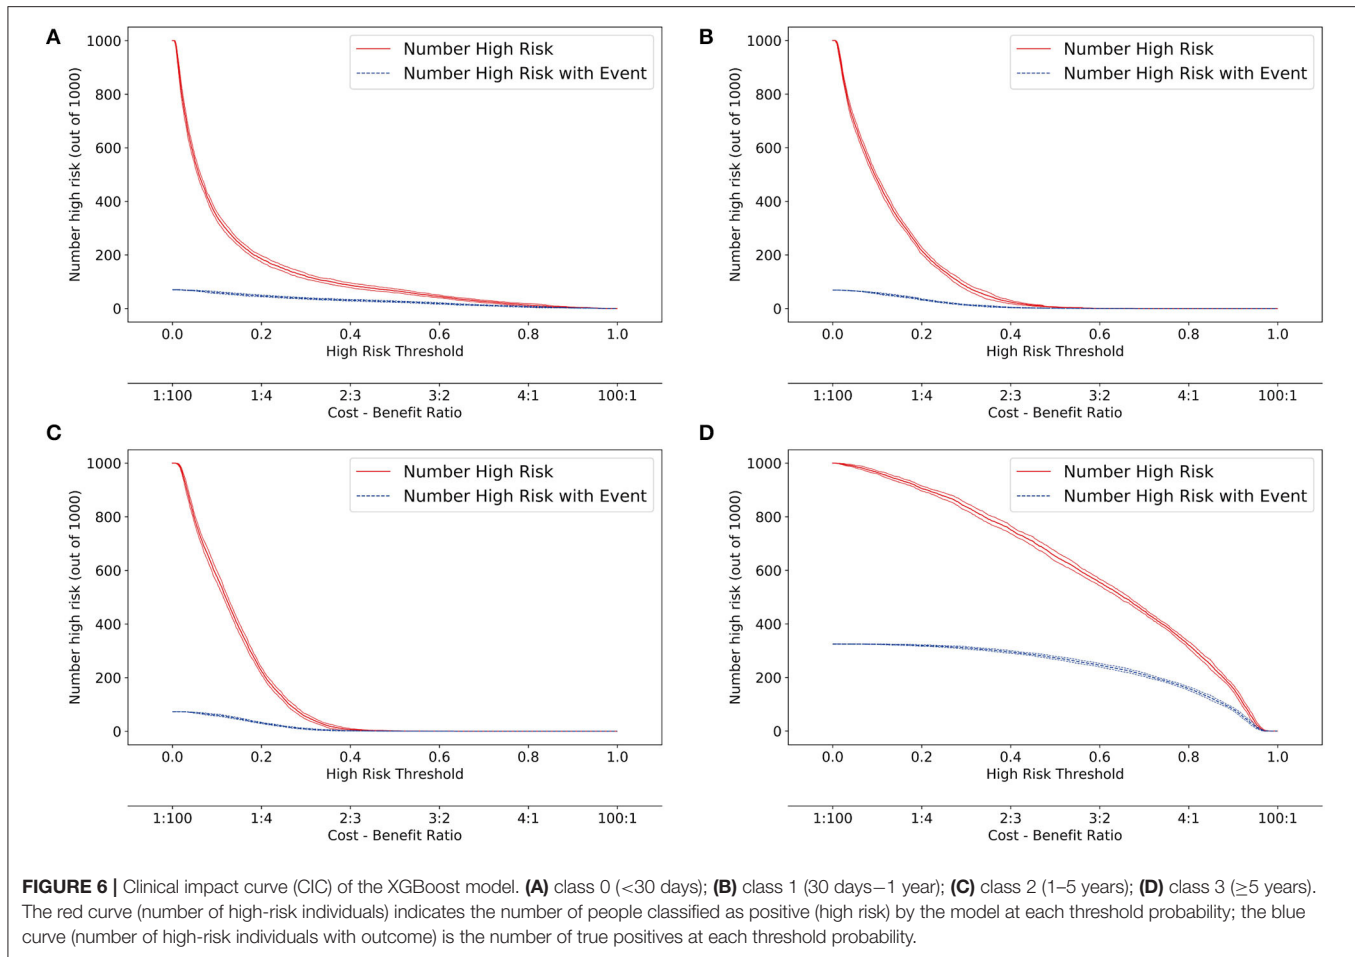 A
Number High Risk
Number High Risk with Event
Number high risk (out of 1000)
1000
800
600
400
200
0
0.0 0.2 0.4 0.6 0.8 1.0
High Risk Threshold
1:100 1:4 2:3 3:2 4:1 100:1
Cost - Benefit Ratio
B
Number High Risk
Number High Risk with Event
Number high risk (out of 1000)
1000
800
600
400
200
0
0.0 0.2 0.4 0.6 0.8 1.0
High Risk Threshold
1:100 1:4 2:3 3:2 4:1 100:1
Cost - Benefit Ratio
C
Number High Risk
Number High Risk with Event
Number high risk (out of 1000)
1000
800
600
400
200
0
0.0 0.2 0.4 0.6 0.8 1.0
High Risk Threshold
1:100 1:4 2:3 3:2 4:1 100:1
Cost - Benefit Ratio
D
Number High Risk
Number High Risk with Event
Number high risk (out of 1000)
1000
800
600
400
200
0
0.0 0.2 0.4 0.6 0.8 1.0
High Risk Threshold
1:100 1:4 2:3 3:2 4:1 100:1
Cost - Benefit Ratio
FIGURE 6 | Clinical impact curve (CIC) of the XGBoost model. (A) class 0 (<30 days); (B) class 1 (30 days−1 year); (C) class 2 (1–5 years); (D) class 3 (≥5 years).
The red curve (number of high-risk individuals) indicates the number of people classified as positive (high risk) by the model at each threshold probability; the blue
curve (number of high-risk individuals with outcome) is the number of true positives at each threshold probability.